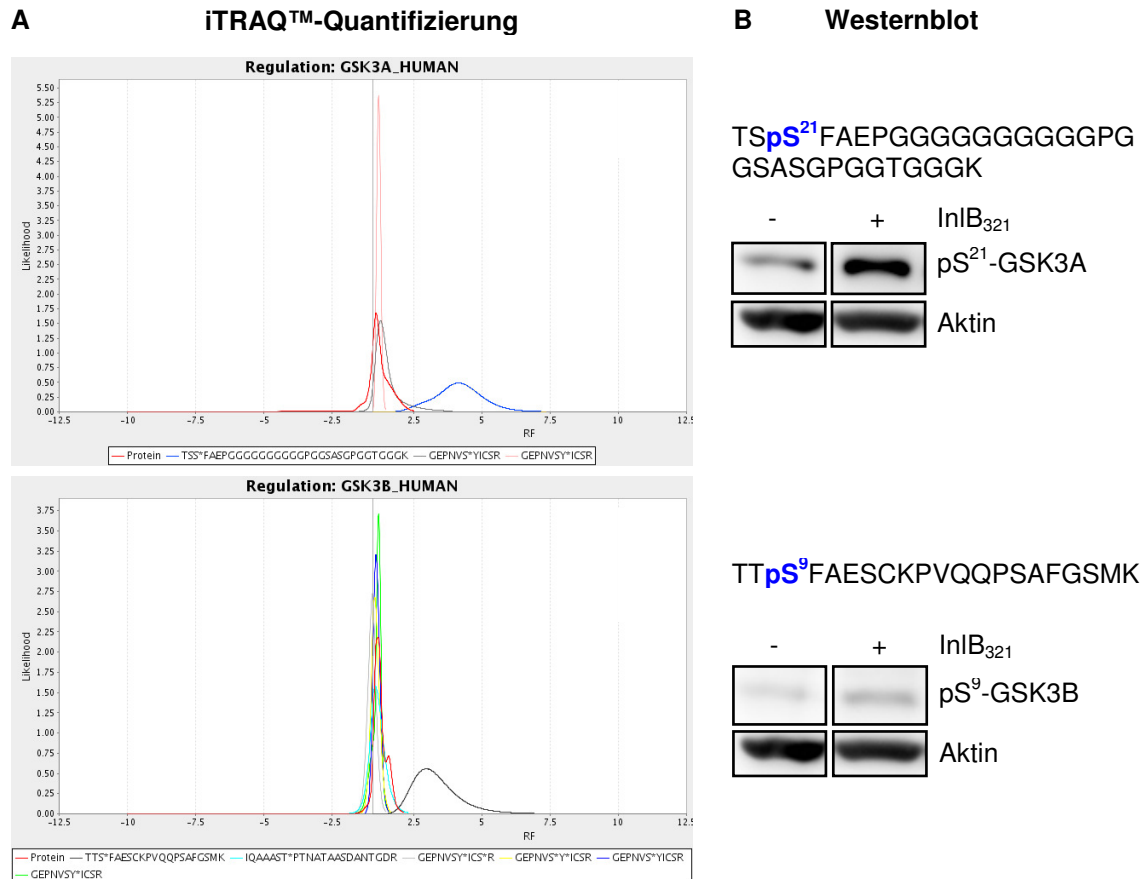 A iTRAQ™-Quantifizierung
Regulation: GSK3A_HUMAN
Likelihood
5.50
5.25
5.00
4.75
4.50
4.25
4.00
3.75
3.50
3.25
3.00
2.75
2.50
2.25
2.00
1.75
1.50
1.25
1.00
0.75
0.50
0.25
0.00
-12.5 -10 -7.5 -5 -2.5 0 2.5 5 7.5 10 12.5
RF
Protein TSS*FAEPGGGGGGGGGGPGGSASGPGGTGGGK GEPNVS*YICSR GEPNVSY*ICSR
Regulation: GSK3B_HUMAN
Likelihood
3.75
3.50
3.25
3.00
2.75
2.50
2.25
2.00
1.75
1.50
1.25
1.00
0.75
0.50
0.25
0.00
-12.5 -10 -7.5 -5 -2.5 0 2.5 5 7.5 10 12.5
RF
Protein TTS*FAESCKPVQQPSAFGSMK IQAAAST*PTNATAASDANTGDR GEPNVSY*ICS*R GEPNVS*Y*ICSR GEPNVS*YICSR
GEPNVSY*ICSR
B Westernblot
TSpS²¹FAEPGGGGGGGGGGPG
GSASGPGGTGGGK
- + InlB₃₂₁
pS²¹-GSK3A
Aktin
TTpS⁹FAESCKPVQQPSAFGSMK
- + InlB₃₂₁
pS⁹-GSK3B
Aktin